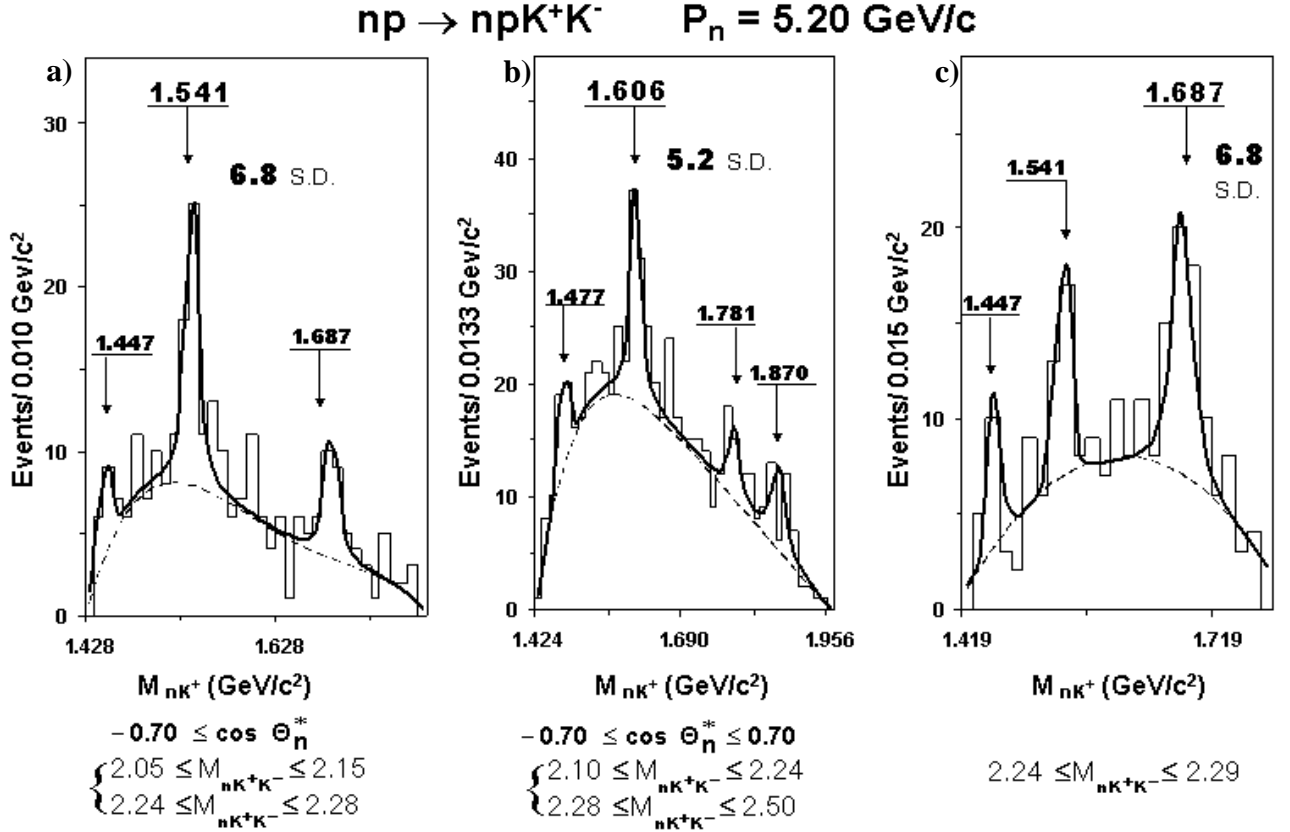 np → npK⁺K⁻ Pₙ = 5.20 GeV/c
a)
1.541
6.8 S.D.
1.447
1.687
30
20
10
0
Events/ 0.010 Gev/c²
1.428 1.628
M nK⁺ (GeV/c²)
−0.70 ≤ cos Θ*n
2.05 ≤ M nK⁺K⁻ ≤ 2.15
2.24 ≤ M nK⁺K⁻ ≤ 2.28
b)
1.606
5.2 S.D.
1.477
1.781
1.870
40
30
20
10
0
Events/ 0.0133 Gev/c²
1.424 1.690 1.956
M nK⁺ (GeV/c²)
−0.70 ≤ cos Θ*n ≤ 0.70
2.10 ≤ M nK⁺K⁻ ≤ 2.24
2.28 ≤ M nK⁺K⁻ ≤ 2.50
c)
1.687
6.8
S.D.
1.541
1.447
20
10
0
Events/ 0.015 Gev/c²
1.419 1.719
M nK⁺ (GeV/c²)
2.24 ≤ M nK⁺K⁻ ≤ 2.29